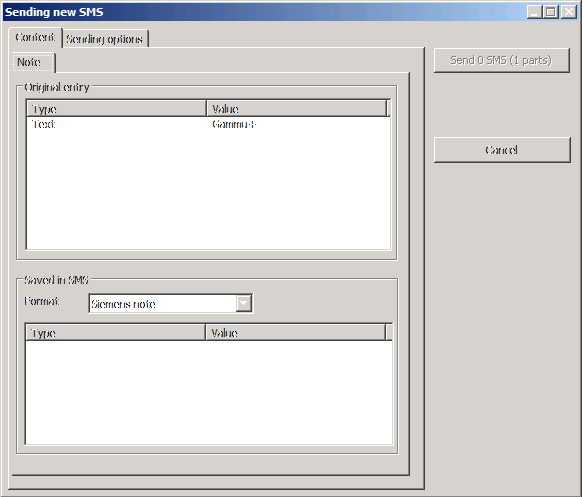 Sending new SMS
Content
Sending options
Send 0 SMS (1 parts)
Note
Original entry
Type Value
Text Gammu+
Cancel
Saved in SMS
Format Siemens note
Type Value